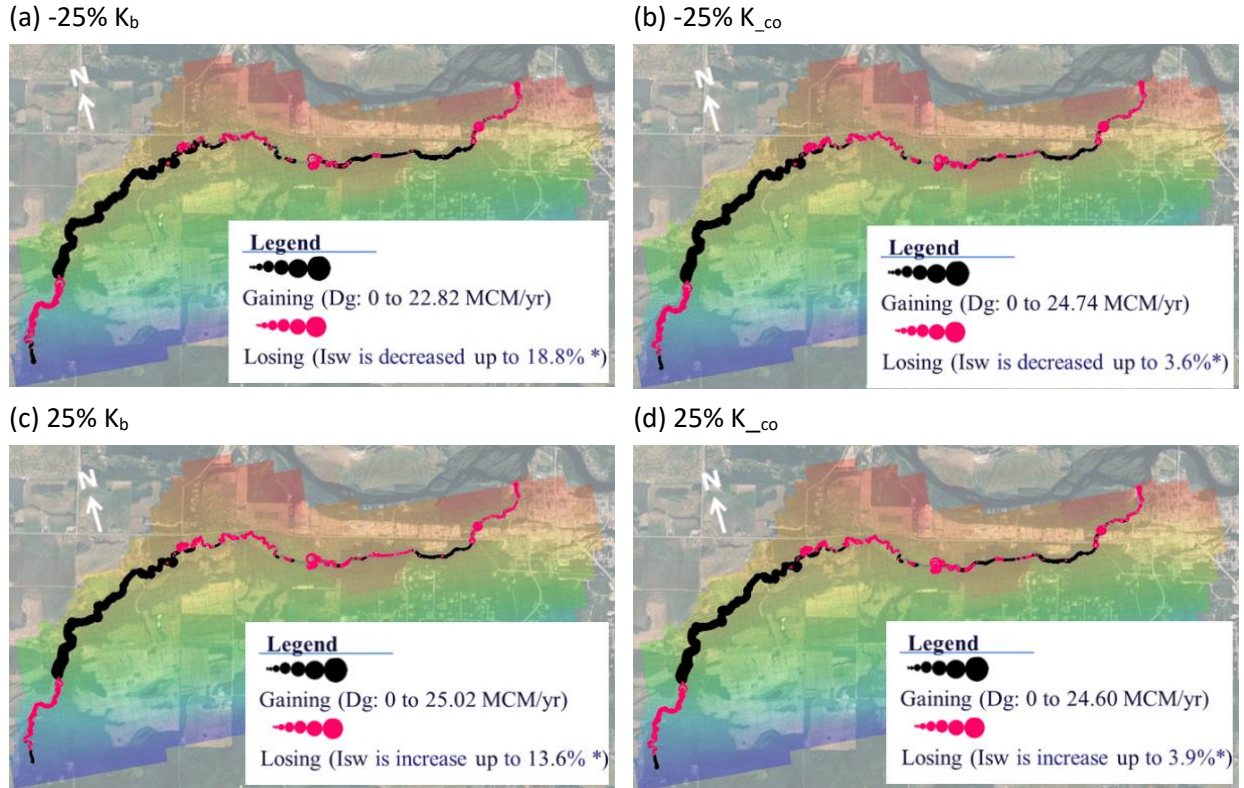 (a) -25% Kb
(b) -25% K_co
N
N
Legend
Gaining (Dg: 0 to 22.82 MCM/yr)
Losing (Isw is decreased up to 18.8% *)
Legend
Gaining (Dg: 0 to 24.74 MCM/yr)
Losing (Isw is decreased up to 3.6%*)
(c) 25% Kb
(d) 25% K_co
N
N
Legend
Gaining (Dg: 0 to 25.02 MCM/yr)
Losing (Isw is increase up to 13.6% *)
Legend
Gaining (Dg: 0 to 24.60 MCM/yr)
Losing (Isw is increase up to 3.9%*)